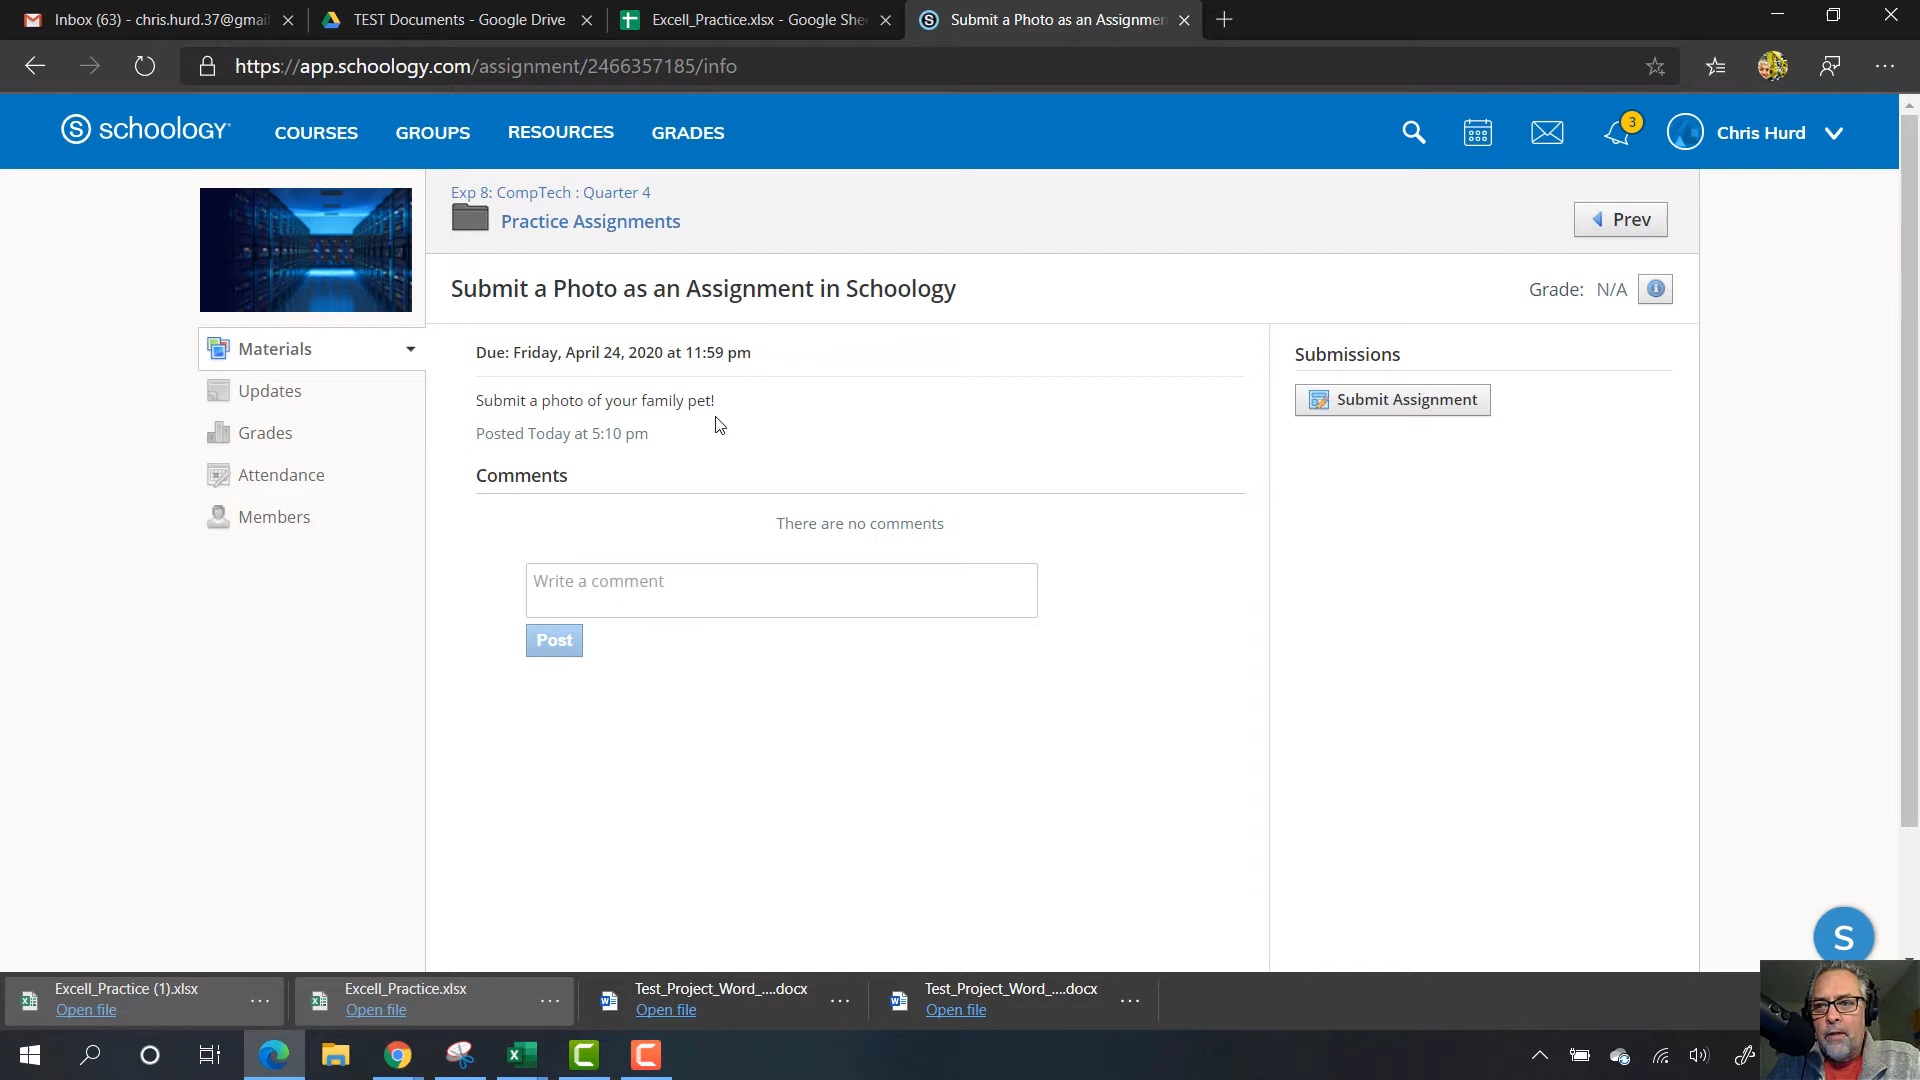 Inbox (63) - chris.hurd.37@gmai
TEST Documents - Google Drive
Excell_Practice.xlsx - Google She
Submit a Photo as an Assignmen
https://app.schoology.com/assignment/2466357185/info
schoology
COURSES
GROUPS
RESOURCES
GRADES
3
Chris Hurd
Exp 8: CompTech : Quarter 4
Practice Assignments
Prev
Submit a Photo as an Assignment in Schoology
Grade: N/A
Materials
Updates
Grades
Attendance
Members
Due: Friday, April 24, 2020 at 11:59 pm
Submit a photo of your family pet!
Posted Today at 5:10 pm
Comments
There are no comments
Write a comment
Post
Submissions
Submit Assignment
S
Excell_Practice (1).xlsx
Open file
Excell_Practice.xlsx
Open file
Test_Project_Word_....docx
Open file
Test_Project_Word_....docx
Open file